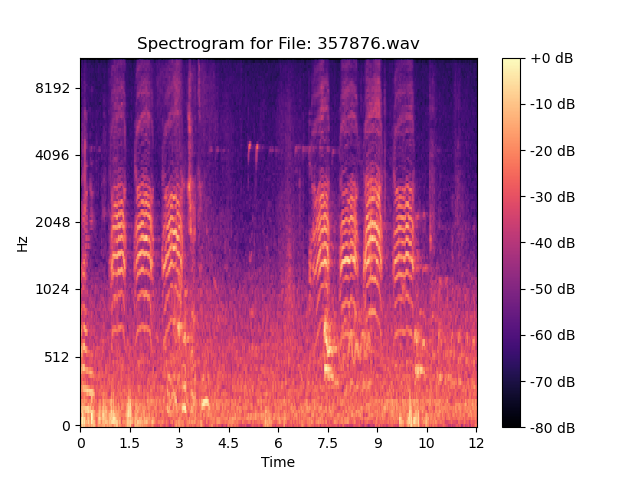 Spectrogram for File: 357876.wav
8192
4096
2048
1024
512
0
Hz
0 1.5 3 4.5 6 7.5 9 10 12
Time
+0 dB
-10 dB
-20 dB
-30 dB
-40 dB
-50 dB
-60 dB
-70 dB
-80 dB